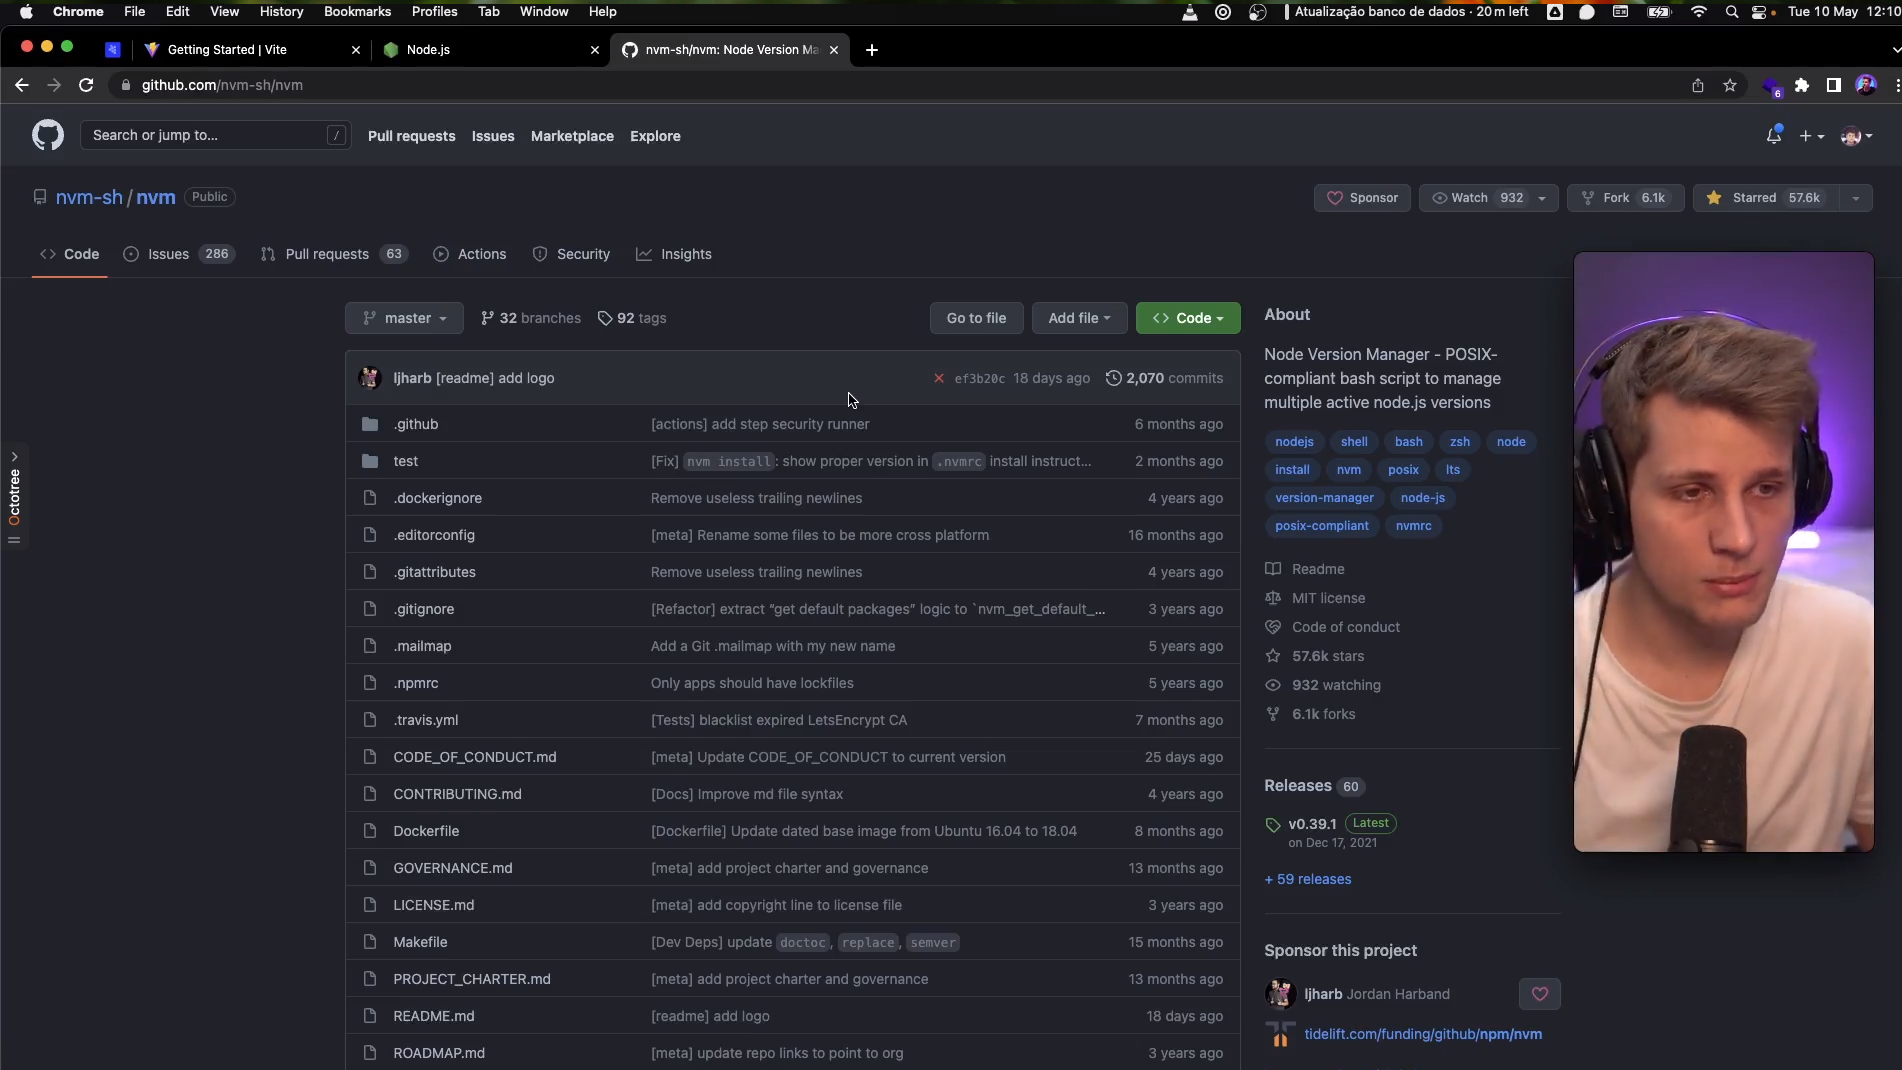 Chrome File Edit View History Bookmarks Profiles Tab Window Help Atualização banco de dados · 20 m left Tue 10 May 12:10
Getting Started | Vite Node.js nvm-sh/nvm: Node Version Ma
github.com/nvm-sh/nvm 6
Search or jump to... / Pull requests Issues Marketplace Explore
nvm-sh / nvm Public Sponsor Watch 932 Fork 6.1k Starred 57.6k
Code Issues 286 Pull requests 63 Actions Security Insights
master 32 branches 92 tags Go to file Add file Code
ljharb [readme] add logo ef3b20c 18 days ago 2,070 commits
.github [actions] add step security runner 6 months ago
test [Fix] nvm install: show proper version in .nvmrc install instruct... 2 months ago
.dockerignore Remove useless trailing newlines 4 years ago
.editorconfig [meta] Rename some files to be more cross platform 16 months ago
.gitattributes Remove useless trailing newlines 4 years ago
.gitignore [Refactor] extract “get default packages” logic to `nvm_get_default_... 3 years ago
.mailmap Add a Git .mailmap with my new name 5 years ago
.npmrc Only apps should have lockfiles 5 years ago
.travis.yml [Tests] blacklist expired LetsEncrypt CA 7 months ago
CODE_OF_CONDUCT.md [meta] Update CODE_OF_CONDUCT to current version 25 days ago
CONTRIBUTING.md [Docs] Improve md file syntax 4 years ago
Dockerfile [Dockerfile] Update dated base image from Ubuntu 16.04 to 18.04 8 months ago
GOVERNANCE.md [meta] add project charter and governance 13 months ago
LICENSE.md [meta] add copyright line to license file 3 years ago
Makefile [Dev Deps] update doctoc, replace, semver 15 months ago
PROJECT_CHARTER.md [meta] add project charter and governance 13 months ago
README.md [readme] add logo 18 days ago
ROADMAP.md [meta] update repo links to point to org 3 years ago
Octotree
About
Node Version Manager - POSIX-
compliant bash script to manage
multiple active node.js versions
nodejs shell bash zsh node
install nvm posix lts
version-manager node-js
posix-compliant nvmrc
Readme
MIT license
Code of conduct
57.6k stars
932 watching
6.1k forks
Releases 60
v0.39.1 Latest
on Dec 17, 2021
+ 59 releases
Sponsor this project
ljharb Jordan Harband
tidelift.com/funding/github/npm/nvm